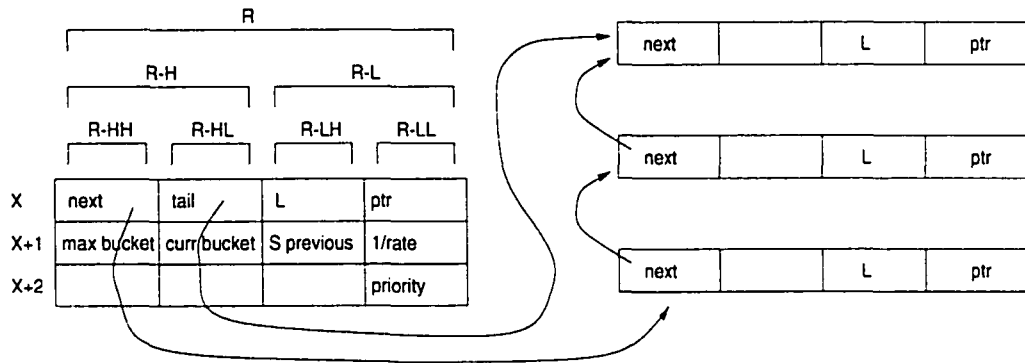 R
R-H R-L
R-HH R-HL R-LH R-LL
X next tail L ptr
X+1 max bucket curr bucket S previous 1/rate
X+2 priority
next L ptr
next L ptr
next L ptr